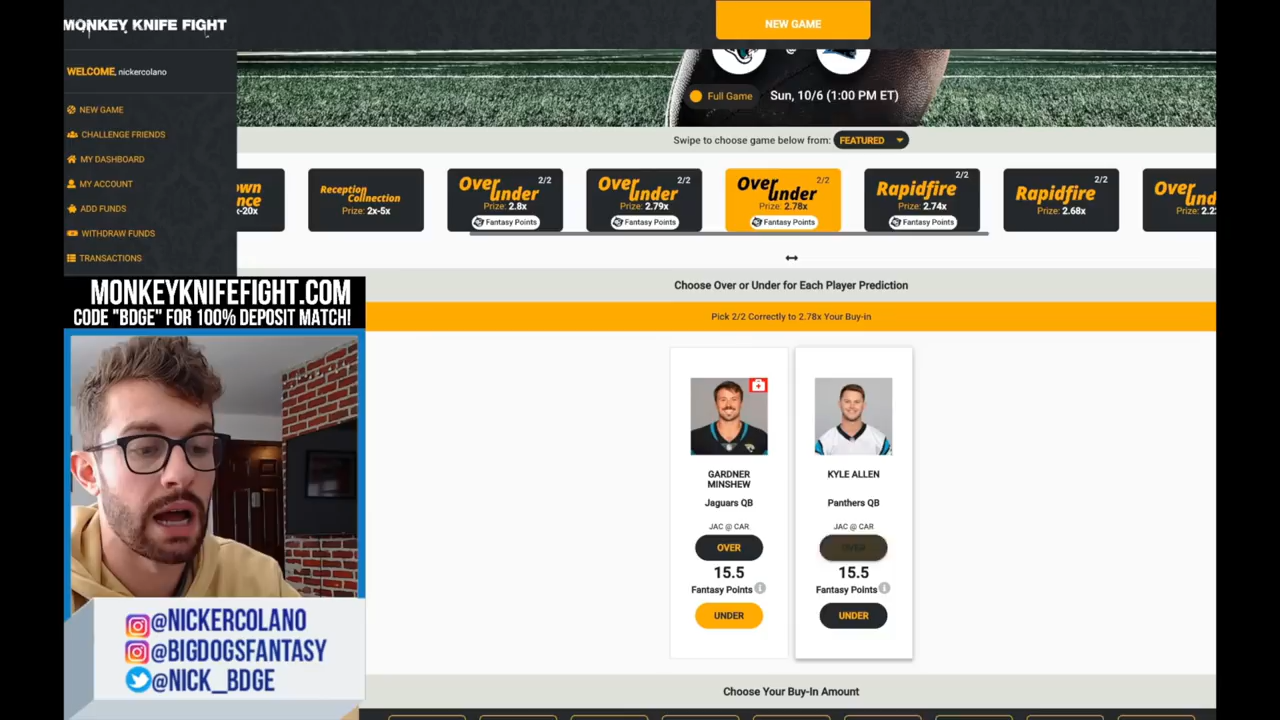 MONKEY KNIFE FIGHT
NEW GAME
WELCOME, nickercolano
NEW GAME
CHALLENGE FRIENDS
MY DASHBOARD
MY ACCOUNT
ADD FUNDS
WITHDRAW FUNDS
TRANSACTIONS
@
Full Game
Sun, 10/6 (1:00 PM ET)
Swipe to choose game below from:
FEATURED
Reception
Connection
Prize: 2x-5x
Over under
2/2
Prize: 2.8x
Fantasy Points
Over under
2/2
Prize: 2.79x
Fantasy Points
Over under
2/2
Prize: 2.78x
Fantasy Points
Rapidfire
2/2
Prize: 2.74x
Fantasy Points
Rapidfire
2/2
Prize: 2.68x
Choose Over or Under for Each Player Prediction
Pick 2/2 Correctly to 2.78x Your Buy-in
GARDNER
MINSHEW
Jaguars QB
JAC @ CAR
OVER
15.5
Fantasy Points
UNDER
KYLE ALLEN
Panthers QB
JAC @ CAR
OVER
15.5
Fantasy Points
UNDER
Choose Your Buy-In Amount
MONKEYKNIFEFIGHT.COM
CODE "BDGE" FOR 100% DEPOSIT MATCH!
@NICKERCOLANO
@BIGDOGSFANTASY
@NICK_BDGE